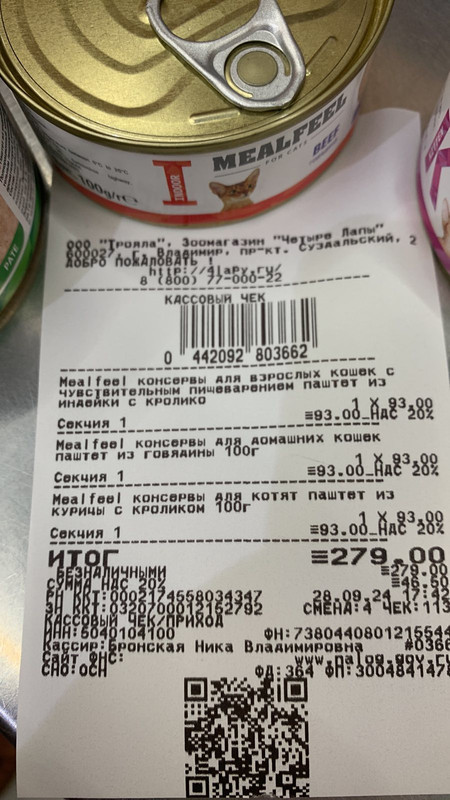 MEALFEEL
FOR CATS
BEEF
INDOOR
100g/г℮
PATE
ООО "Трояла", Зоомагазин "Четыре Лапы"
600027, г. Владимир, пр-кт. Суздальский, 2
ДОБРО ПОЖАЛОВАТЬ !
http://4lapy.ru/
8 (800) 77-000-22
КАССОВЫЙ ЧЕК
0 442092 803662
Mealfeel консервы для взрослых кошек с
чувствительным пищеварением паштет из
индейки с кролико
1 X 93.00
Секция 1 ≡93.00_НДС 20%
Mealfeel консервы для домашних кошек
паштет из говядины 100г
1 X 93.00
Секция 1 ≡93.00_НДС 20%
Mealfeel консервы для котят паштет из
курицы с кроликом 100г
1 X 93.00
Секция 1 ≡93.00_НДС 20%
ИТОГ ≡279.00
БЕЗНАЛИЧНЫМИ ≡279.00
СУММА НДС 20% ≡46.50
РН ККТ:0002174558034347 28.09.24 17:42
ЗН ККТ:0320700012152792 СМЕНА:4 ЧЕК:113
КАССОВЫЙ ЧЕК/ПРИХОД
ИНН:5040104100 ФН:7380440801215544
Кассир:Бронская Ника Владимировна #0366
Сайт ФНС: www.nalog.gov.ru
СНО:ОСН ФД:364 ФП:3004841478